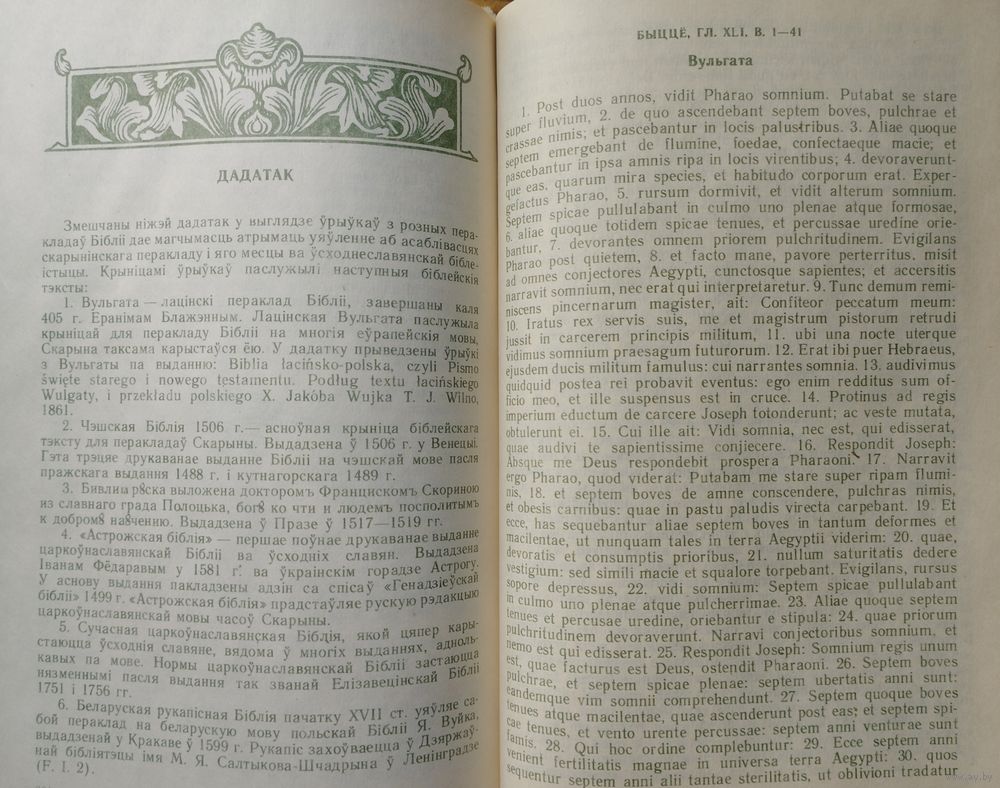 ДАДАТАК
Змешчаны ніжэй дадатак у выглядзе ўрыўкаў з розных пера-
кладаў Бібліі дае магчымасць атрымаць уяўленне аб асаблівасцях
скарынінскага перакладу і яго месцы ва ўсходнеславянскай бібле-
істыцы. Крыніцамі ўрыўкаў паслужылі наступныя біблейскія
тэксты:
1. Вульгата — лацінскі пераклад Бібліі, завершаны каля
405 г. Еранімам Блажэнным. Лацінская Вульгата паслужыла
крыніцай для перакладу Бібліі на многія еўрапейскія мовы,
Скарына таксама карыстаўся ёю. У дадатку прыведзены ўрыўкі
з Вульгаты па выданню: Biblia łacińsko-polska, czyli Pismo
święte starego i nowego testamentu. Podług textu łacińskiego
Wulgaty, i przekładu polskiego X. Jakóba Wujka T. J. Wilno,
1861.
2. Чэшская Біблія 1506 г.— асноўная крыніца біблейскага
тэксту для перакладаў Скарыны. Выдадзена ў 1506 г. у Венецыі.
Гэта трэцяе друкаванае выданне Бібліі на чэшскай мове пасля
пражскага выдання 1488 г. і кутнагорскага 1489 г.
3. Бивлиꙗ рꙋска выложена докторомъ Францискомъ Скориною
из славнаго града Полоцька, богꙋ ко чти и людемъ посполитымъ
к добромꙋ наꙋчению. Выдадзена ў Празе ў 1517—1519 гг.
4. «Астрожская біблія» — першае поўнае друкаванае выданне
царкоўнаславянскай Бібліі ва ўсходніх славян. Выдадзена
Іванам Фёдаравым у 1581 г. ва ўкраінскім горадзе Астрогу.
У аснову выдання пакладзены адзін са спісаў «Генадзіеўскай
бібліі» 1499 г. «Астрожская біблія» прадстаўляе рускую рэдакцыю
царкоўнаславянскай мовы часоў Скарыны.
5. Сучасная царкоўнаславянская Біблія, якой цяпер кары-
стаюцца ўсходнія славяне, вядома ў многіх выданнях, адноль-
кавых па мове. Нормы царкоўнаславянскай Бібліі застаюцца
нязменнымі пасля выдання так званай Елізавецінскай Бібліі
1751 і 1756 гг.
6. Беларуская рукапісная Біблія пачатку XVII ст. уяўляе са-
бой пераклад на беларускую мову польскай Бібліі Я. Вуйка,
выдадзенай у Кракаве ў 1599 г. Рукапіс захоўваецца ў Дзяржаў-
най бібліятэцы імя М. Я. Салтыкова-Шчадрына ў Ленінградзе
(F. I. 2).
БЫЦЦЁ, ГЛ. XLI. В. 1—41
Вульгата
1. Post duos annos, vidit Pharao somnium. Putabat se stare
super fluvium, 2. de quo ascendebant septem boves, pulchrae et
crassae nimis; et pascebantur in locis palustribus. 3. Aliae quoque
septem emergebant de flumine, foedae, confectaeque macie; et
pascebantur in ipsa amnis ripa in locis virentibus; 4. devoraverunt-
que eas, quarum mira species, et habitudo corporum erat. Exper-
gefactus Pharao, 5. rursum dormivit, et vidit alterum somnium.
Septem spicae pullulabant in culmo uno plenae atque formosae,
6. aliae quoque totidem spicae tenues, et percussae uredine orie-
bantur, 7. devorantes omnem priorem pulchritudinem. Evigilans
Pharao post quietem, 8. et facto mane, pavore perterritus, misit
ad omnes conjectores Aegypti, cunctosque sapientes; et accersitis
narravit somnium, nec erat qui interpretaretur. 9. Tunc demum remi-
niscens pincernarum magister, ait: Confiteor peccatum meum:
10. Iratus rex servis suis, me et magistrum pistorum retrudi
jussit in carcerem principis militum, 11. ubi una nocte uterque
vidimus somnium praesagum futurorum. 12. Erat ibi puer Hebraeus,
ejusdem ducis militum famulus: cui narrantes somnia. 13. audivimus
quidquid postea rei probavit eventus: ego enim redditus sum of-
ficio meo, et ille suspensus est in cruce. 14. Protinus ad regis
imperium eductum de carcere Joseph totonderunt; ac veste mutata,
obtulerunt ei. 15. Cui ille ait: Vidi somnia, nec est, qui edisserat,
quae audivi te sapientissime conjiecere. 16. Respondit Joseph:
Absque me Deus respondebit prospera Pharaoni. 17. Narravit
ergo Pharao, quod viderat: Putabam me stare super ripam flumi-
nis, 18. et septem boves de amne conscendere, pulchras nimis,
et obesis carnibus: quae in pastu paludis virecta carpebant. 19. Et
ecce, has sequebantur aliae septem boves in tantum deformes et
macilentae, ut nunquam tales in terra Aegyptii viderim: 20. quae,
devoratis et consumptis prioribus, 21. nullum saturitatis dedere
vestigium: sed simili macie et squalore torpebant. Evigilans, rursus
sopore depressus, 22. vidi somnium: Septem spicae pullulabant
in culmo uno plenae atque pulcherrimae. 23. Aliae quoque septem
tenues et percusae uredine, oriebantur e stipula: 24. quae priorum
pulchritudinem devoraverunt. Narravi conjectoribus somnium, et
nemo est qui edisserat. 25. Respondit Joseph: Somnium regis unum
est, quae facturus est Deus, ostendit Pharaoni. 26. Septem boves
pulchrae, et septem spicae plenae: septem ubertatis anni sunt:
eandemque vim somnii comprehendunt. 27. Septem quoque boves
tenues atque macilentae, quae ascenderunt post eas; et septem spi-
cae tenues, et vento urente percussae: septem anni venturae sunt
famis, 28. Qui hoc ordine complebuntur: 29. Ecce septem anni
venient fertilitatis magnae in universa terra Aegypti: 30. quos
sequentur septem anni alii tantae sterilitatis, ut oblivioni tradatur
www.ay.by